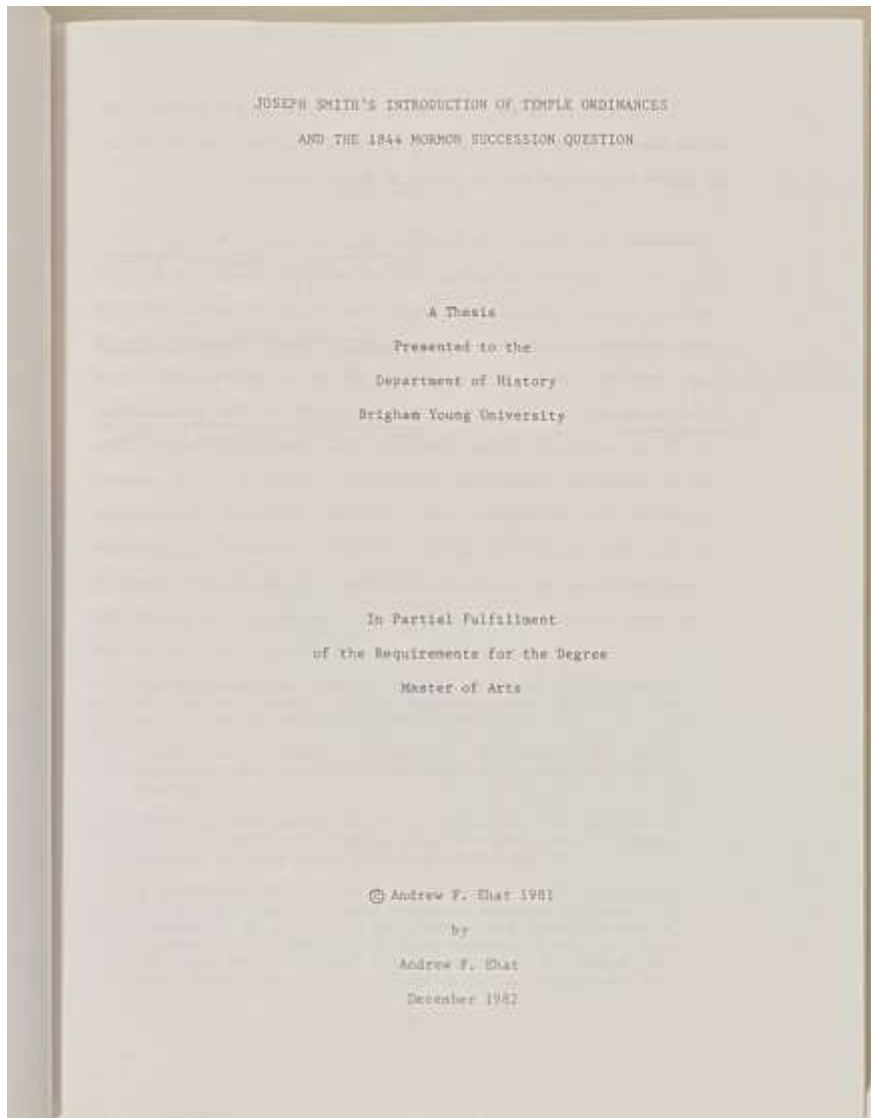 JOSEPH SMITH'S INTRODUCTION OF TEMPLE ORDINANCES
AND THE 1844 MORMON SUCCESSION QUESTION
A Thesis
Presented to the
Department of History
Brigham Young University
In Partial Fulfillment
of the Requirements for the Degree
Master of Arts
© Andrew F. Ehat 1981
by
Andrew F. Ehat
December 1982